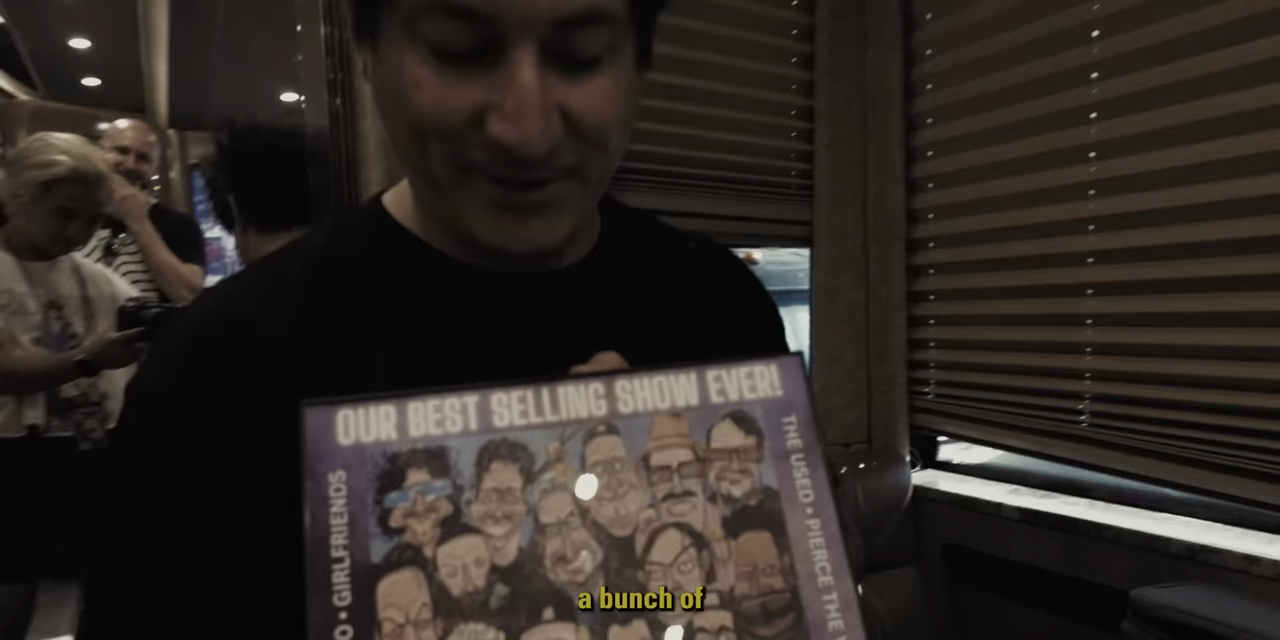 OUR BEST SELLING SHOW EVER!
O • GIRLFRIENDS
THE USED • PIERCE THE
a bunch of